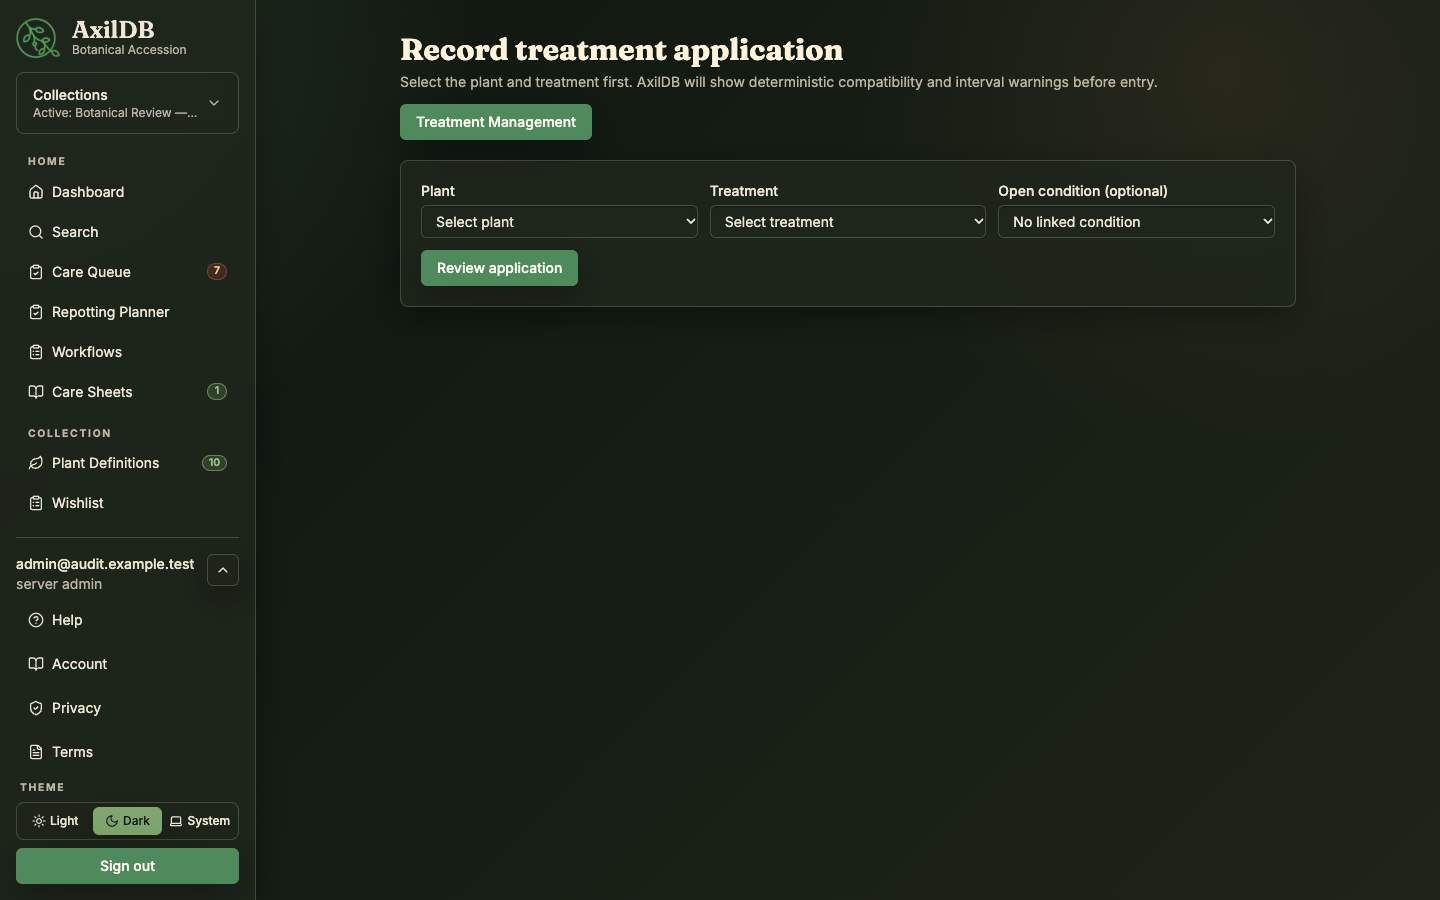 AxilDB
Botanical Accession
Collections
Active: Botanical Review —...
HOME
Dashboard
Search
Care Queue 7
Repotting Planner
Workflows
Care Sheets 1
COLLECTION
Plant Definitions 10
Wishlist
admin@audit.example.test
server admin
Help
Account
Privacy
Terms
THEME
Light Dark System
Sign out
Record treatment application
Select the plant and treatment first. AxilDB will show deterministic compatibility and interval warnings before entry.
Treatment Management
Plant Treatment Open condition (optional)
Select plant Select treatment No linked condition
Review application